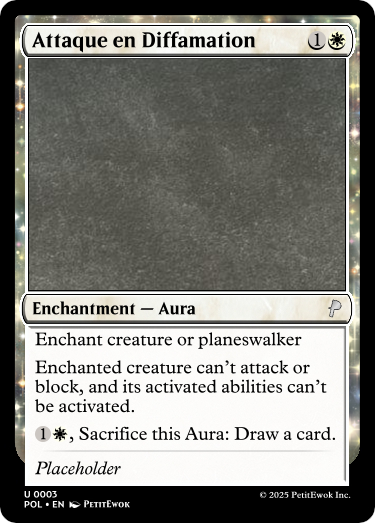 Attaque en Diffamation 1
Enchantment — Aura
Enchant creature or planeswalker
Enchanted creature can't attack or
block, and its activated abilities can't
be activated.
1, Sacrifice this Aura: Draw a card.
Placeholder
U 0003
POL • EN PetitEwok
© 2025 PetitEwok Inc.